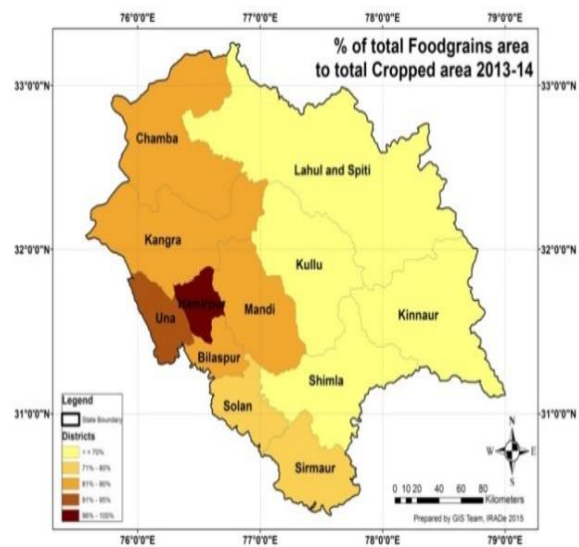 % of total Foodgrains area
to total Cropped area 2013-14
76°0'0"E 77°0'0"E 78°0'0"E 79°0'0"E
33°0'0"N 33°0'0"N
Chamba
Lahul and Spiti
32°0'0"N 32°0'0"N
Kangra
Kullu
Hamirpur
Mandi
Kinnaur
Una
Bilaspur
Shimla
Solan
31°0'0"N 31°0'0"N
Sirmaur
Legend
State Boundary
Districts
< = 70%
71% - 80%
81% - 90%
91% - 95%
96% - 100%
N
W E
S
0 10 20 40 60 80
Kilometers
Prepared by GIS Team, IRADe 2015
76°0'0"E 77°0'0"E 78°0'0"E 79°0'0"E